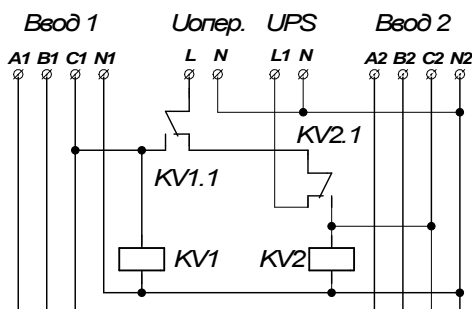 Ввод 1 Uопер. UPS Ввод 2
A1 B1 C1 N1 L N L1 N A2 B2 C2 N2
KV2.1
KV1.1
KV1 KV2